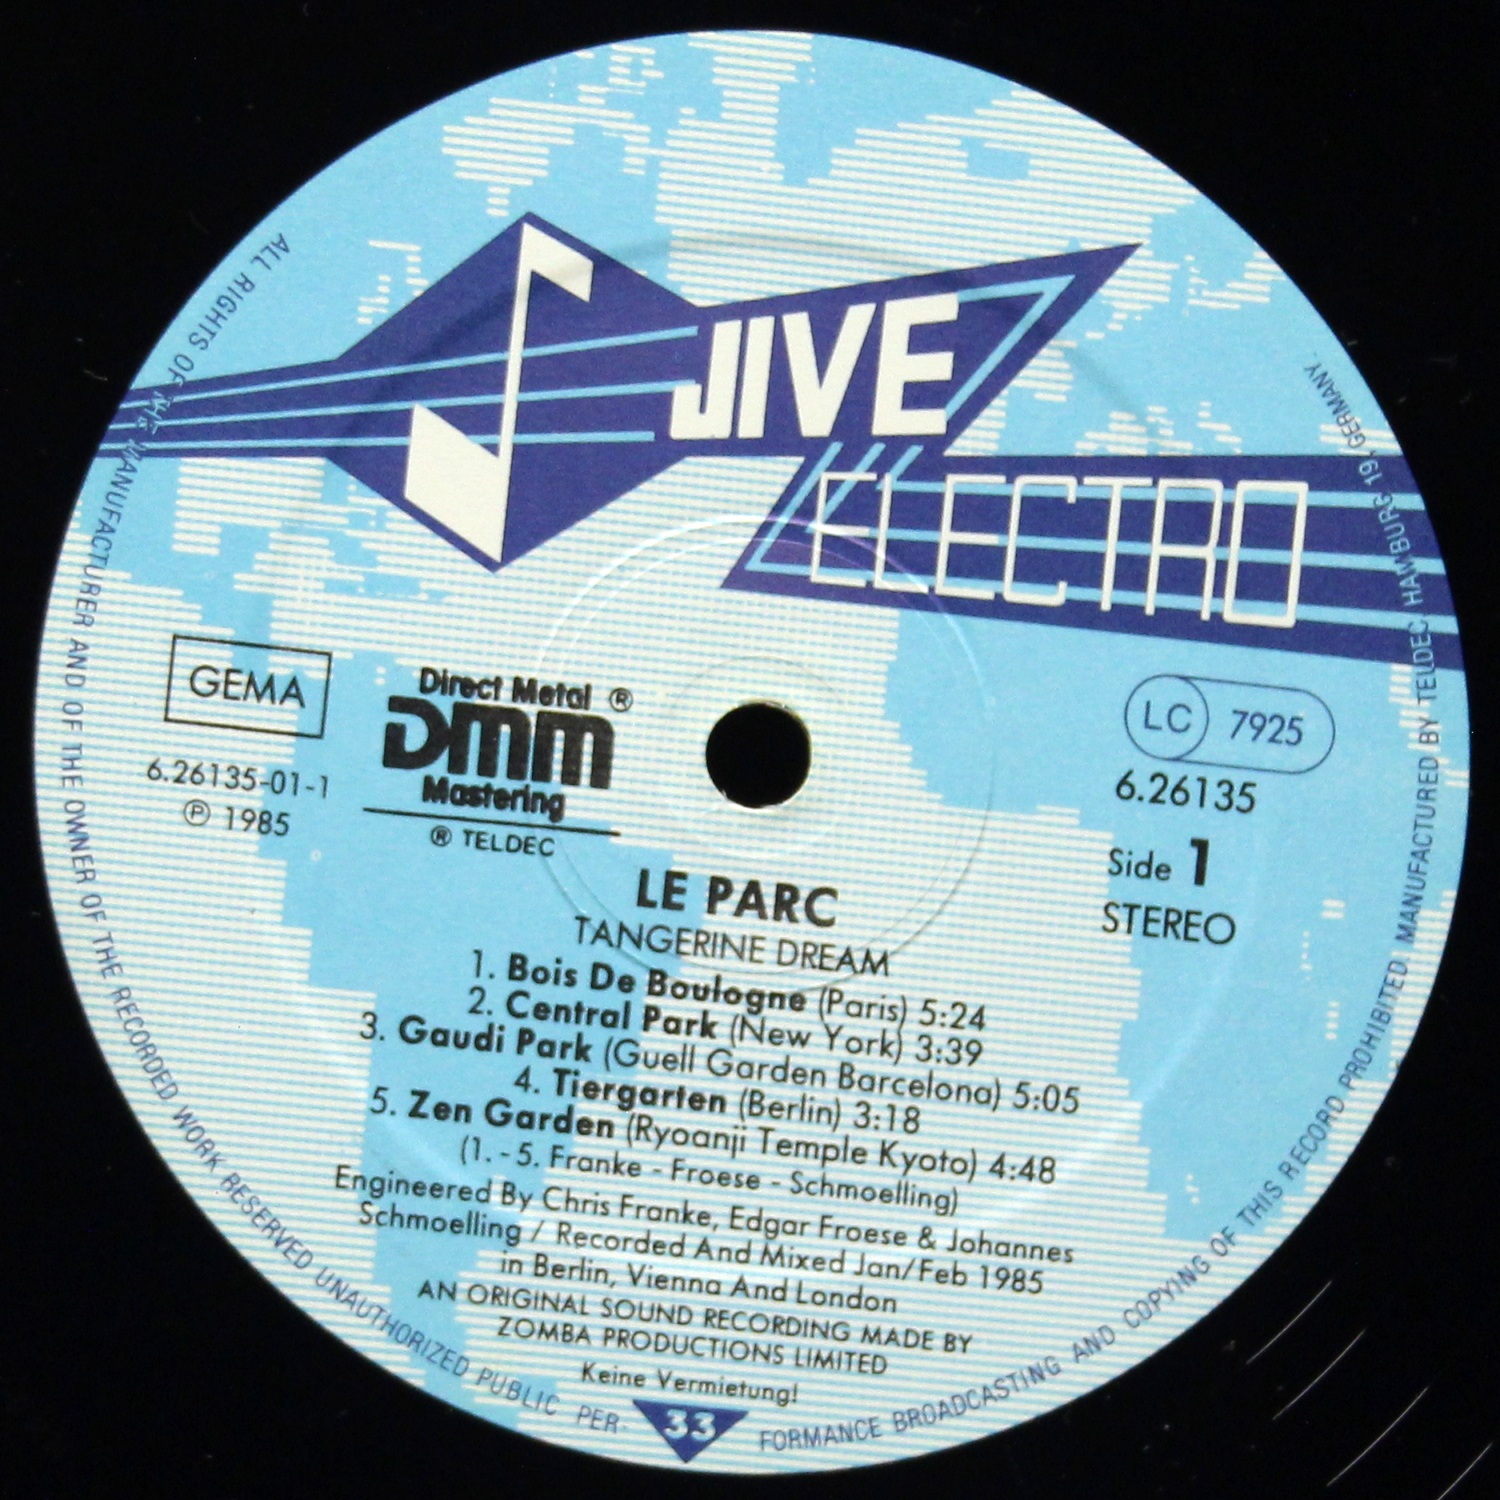 JIVE
ELECTRO
GEMA
6.26135-01-1
℗ 1985
Direct Metal ®
DMM
Mastering
® TELDEC
LC 7925
6.26135
Side 1
STEREO
LE PARC
TANGERINE DREAM
1. Bois De Boulogne (Paris) 5:24
2. Central Park (New York) 3:39
3. Gaudi Park (Guell Garden Barcelona) 5:05
4. Tiergarten (Berlin) 3:18
5. Zen Garden (Ryoanji Temple Kyoto) 4:48
(1.-5. Franke - Froese - Schmoelling)
Engineered By Chris Franke, Edgar Froese & Johannes
Schmoelling / Recorded And Mixed Jan/Feb 1985
in Berlin, Vienna And London
AN ORIGINAL SOUND RECORDING MADE BY
ZOMBA PRODUCTIONS LIMITED
Keine Vermietung!
33
ALL RIGHTS OF THE MANUFACTURER AND OF THE OWNER OF THE RECORDED WORK RESERVED UNAUTHORIZED PUBLIC PER-FORMANCE BROADCASTING AND COPYING OF THIS RECORD PROHIBITED MANUFACTURED BY TELDEC, HAMBURG 19, GERMANY.